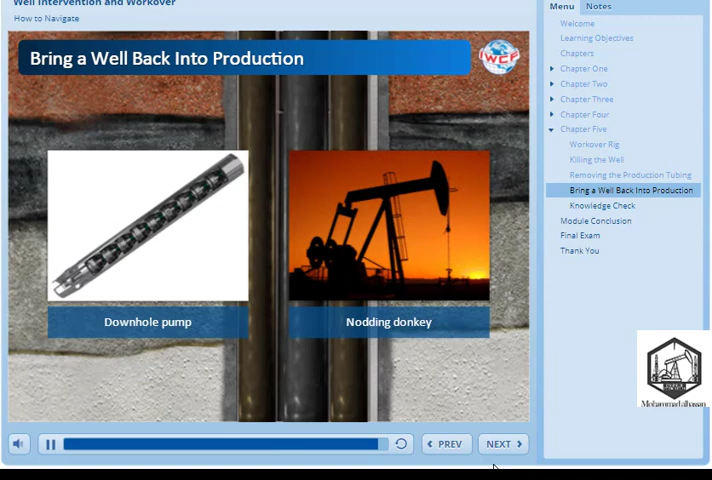 Well Intervention and Workover
How to Navigate
Bring a Well Back Into Production
IWCF
Downhole pump
Nodding donkey
PREV
NEXT
Menu
Notes
Welcome
Learning Objectives
Chapters
Chapter One
Chapter Two
Chapter Three
Chapter Four
Chapter Five
Workover Rig
Killing the Well
Removing the Production Tubing
Bring a Well Back Into Production
Knowledge Check
Module Conclusion
Final Exam
Thank You
Mohammad alhassan